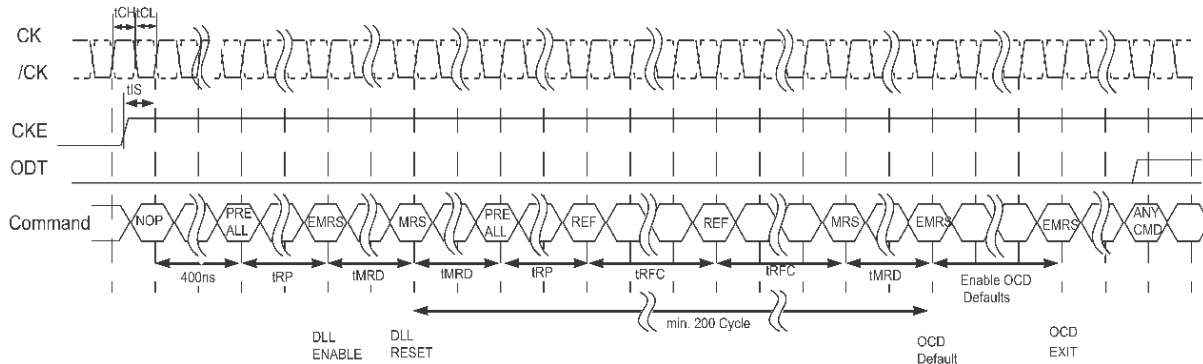 tCH tCL
CK
/CK
tIS
CKE
ODT
Command
NOP
PRE
ALL
EMRS
MRS
PRE
ALL
REF
REF
MRS
EMRS
EMRS
ANY
CMD
400ns
tRP
tMRD
tMRD
tRP
tRFC
tRFC
tMRD
Enable OCD
Defaults
min. 200 Cycle
DLL
ENABLE
DLL
RESET
OCD
Default
OCD
EXIT